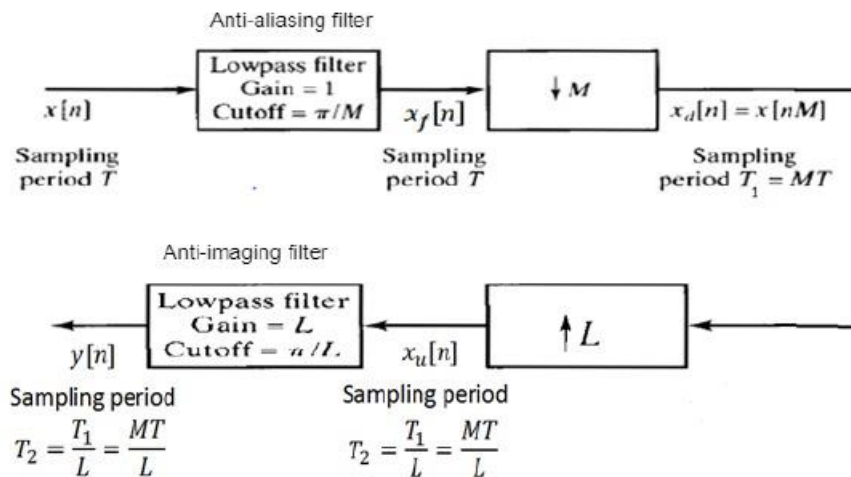 Anti-aliasing filter
Lowpass filter
Gain = 1
Cutoff = π/M
↓ M
x[n]
x_f[n]
x_d[n] = x[nM]
Sampling
period T
Sampling
period T
Sampling
period T_1 = MT
Anti-imaging filter
Lowpass filter
Gain = L
Cutoff = π/L
↑ L
y[n]
x_u[n]
Sampling period
T_2 = T_1/L = MT/L
Sampling period
T_2 = T_1/L = MT/L